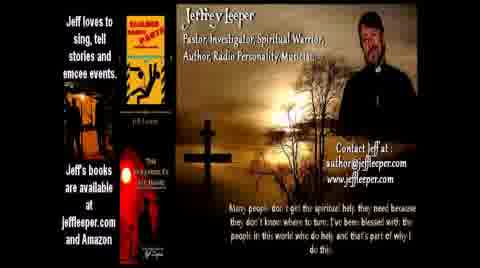 Jeff loves to
sing, tell
stories and
emcee events.
Jeff's books
are available
at
jeffleeper.com
and Amazon
Jeffrey Leeper
Pastor, Investigator, Spiritual Warrior,
Author, Radio Personality, Musician
Contact Jeff at :
author@jeffleeper.com
www.jeffleeper.com
Many people don't get the spiritual help they need because
they don't know where to turn. I've been blessed with the
people in this world who do help and that's part of why I
do this.